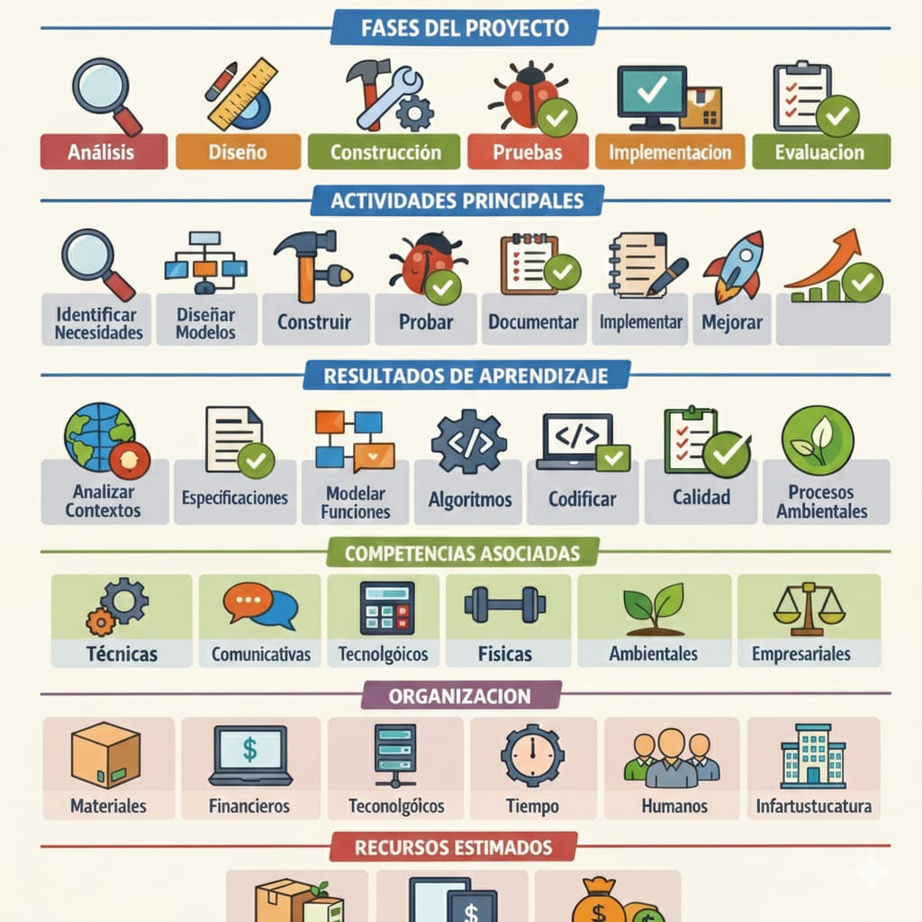 FASES DEL PROYECTO
Análisis
Diseño
Construcción
Pruebas
Implementacion
Evaluacion
ACTIVIDADES PRINCIPALES
Identificar
Necesidades
Diseñar
Modelos
Construir
Probar
Documentar
Implementar
Mejorar
RESULTADOS DE APRENDIZAJE
Analizar
Contextos
Especificaciones
Modelar
Funciones
Algoritmos
Codificar
Calidad
Procesos
Ambientales
COMPETENCIAS ASOCIADAS
Técnicas
Comunicativas
Tecnolgóicos
Fisicas
Ambientales
Empresariales
ORGANIZACION
Materiales
Financieros
Teconolgóicos
Tiempo
Humanos
Infartustucatura
RECURSOS ESTIMADOS